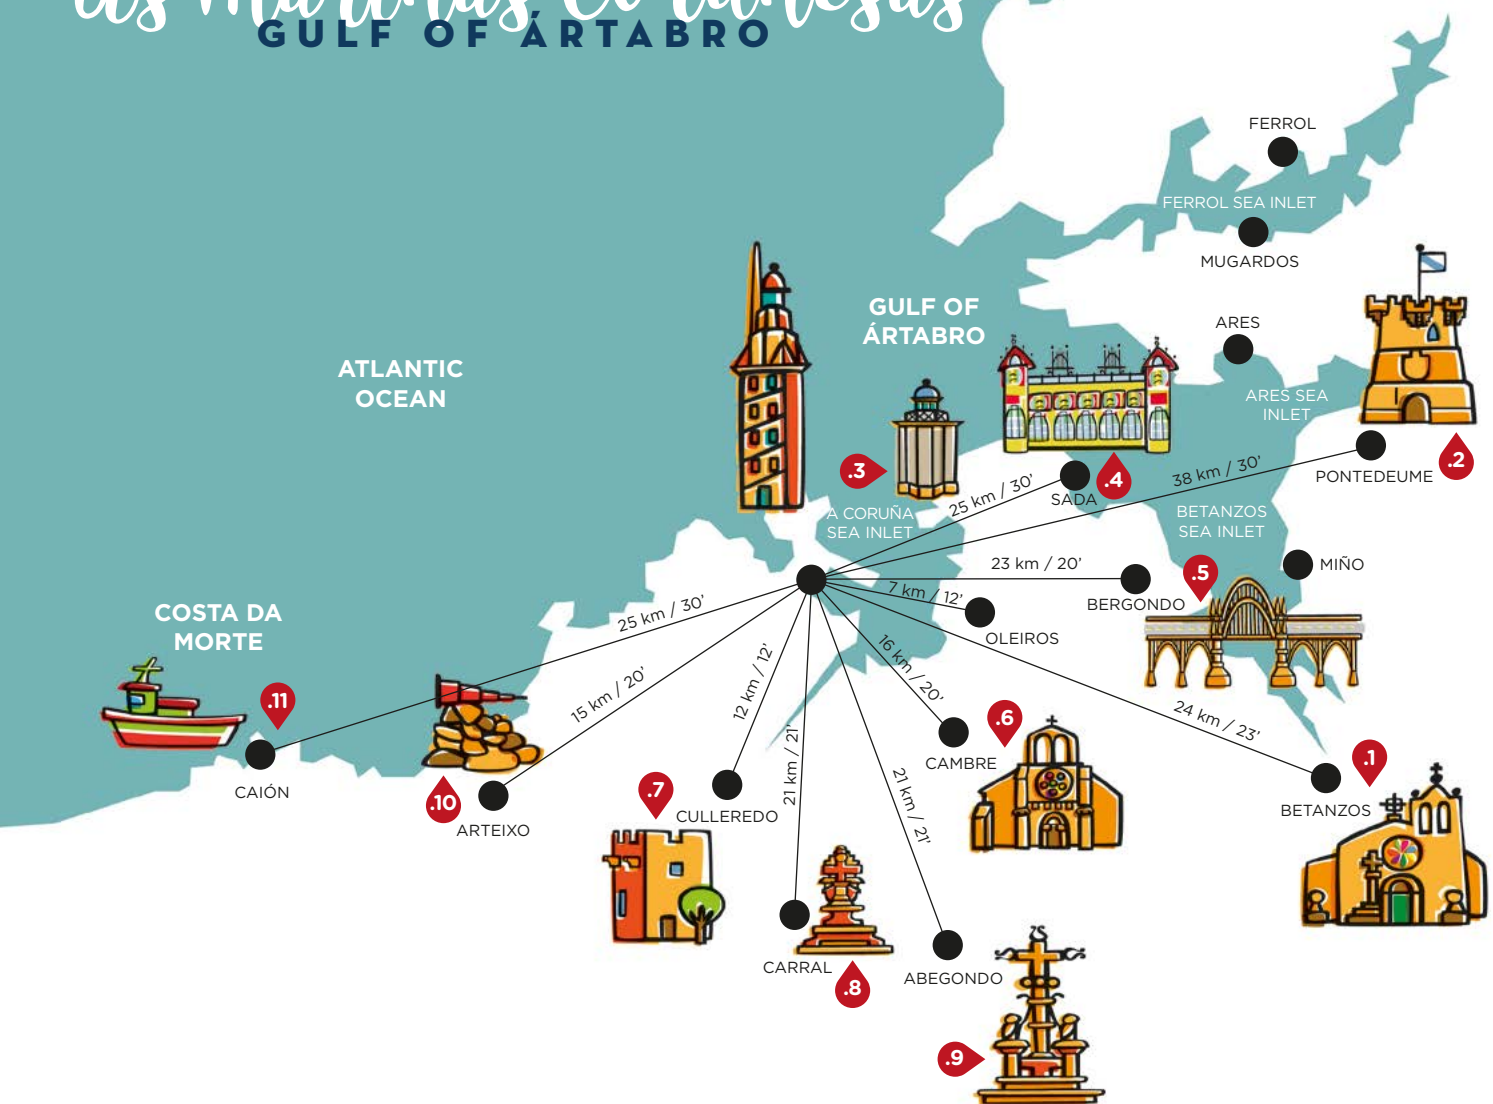 GULF OF ÁRTABRO
FERROL
FERROL SEA INLET
MUGARDOS
GULF OF
ÁRTABRO
ARES
ATLANTIC
OCEAN
ARES SEA
INLET
.2
PONTEDEUME
.3
.4
38 km / 30’
25 km / 30’
SADA
A CORUÑA
SEA INLET
BETANZOS
SEA INLET
23 km / 20’
MIÑO
.5
7 km / 12’
BERGONDO
COSTA DA
MORTE
25 km / 30’
OLEIROS
16 km / 20’
12 km / 12’
15 km / 20’
.11
.6
24 km / 23’
CAMBRE
21 km / 21’
21 km / 21’
.1
CAIÓN
.10
.7
BETANZOS
CULLEREDO
ARTEIXO
CARRAL
.8
ABEGONDO
.9